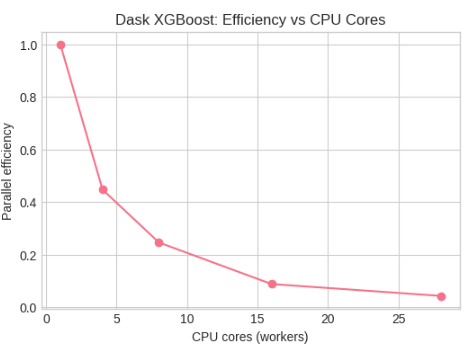 Dask XGBoost: Efficiency vs CPU Cores
1.0
0.8
0.6
0.4
0.2
0.0
Parallel efficiency
0 5 10 15 20 25
CPU cores (workers)